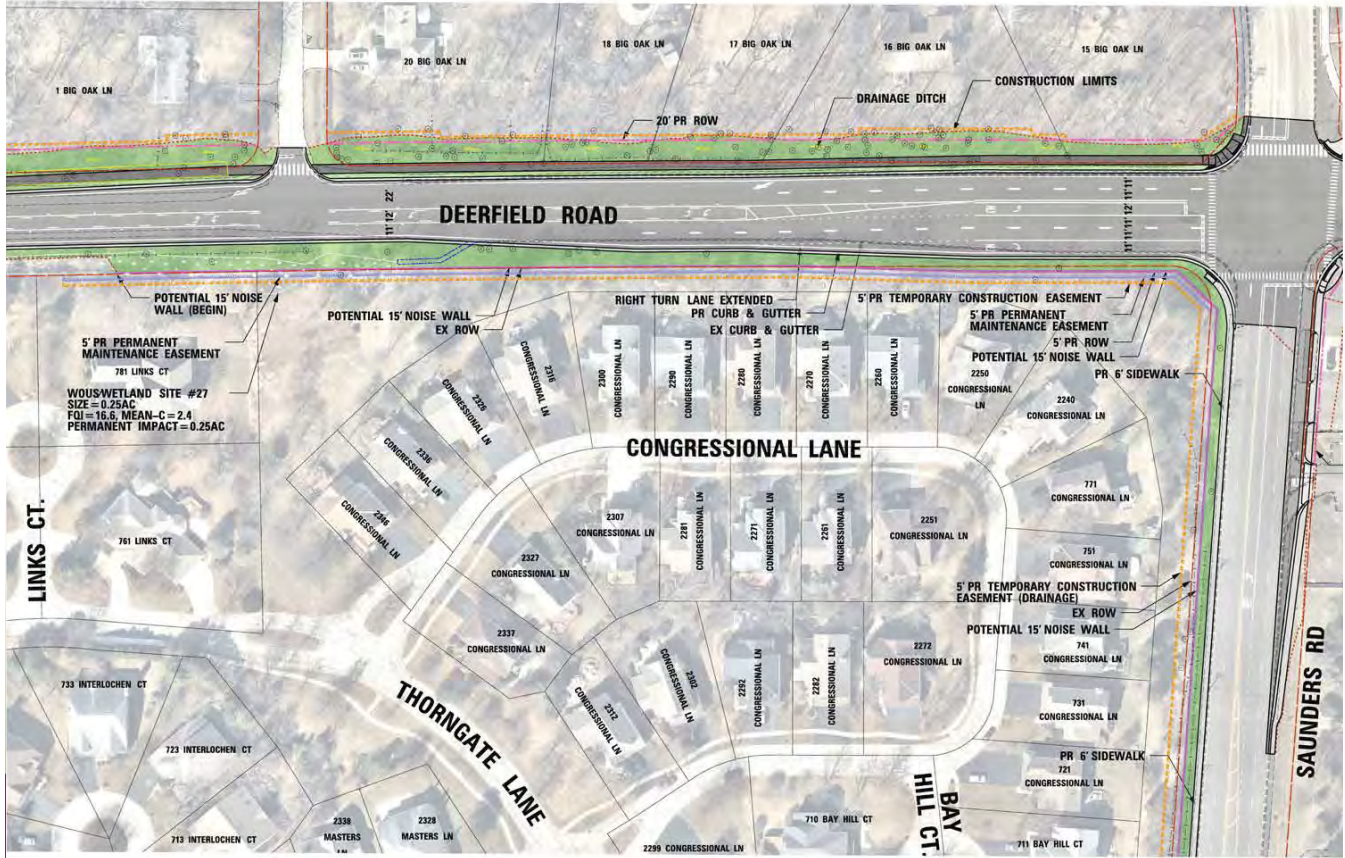 18 BIG OAK LN
17 BIG OAK LN
16 BIG OAK LN
15 BIG OAK LN
20 BIG OAK LN
1 BIG OAK LN
CONSTRUCTION LIMITS
DRAINAGE DITCH
20' PR ROW
DEERFIELD ROAD
11' 12' 22'
11' 11' 11' 12' 11' 11'
POTENTIAL 15' NOISE
WALL (BEGIN)
5' PR PERMANENT
MAINTENANCE EASEMENT
781 LINKS CT
WOUS/WETLAND SITE #27
SIZE = 0.25AC
FQI = 16.6, MEAN-C = 2.4
PERMANENT IMPACT = 0.25AC
POTENTIAL 15' NOISE WALL
EX ROW
RIGHT TURN LANE EXTENDED
PR CURB & GUTTER
EX CURB & GUTTER
5' PR TEMPORARY CONSTRUCTION EASEMENT
5' PR PERMANENT
MAINTENANCE EASEMENT
5' PR ROW
POTENTIAL 15' NOISE WALL
PR 6' SIDEWALK
2316
CONGRESSIONAL LN
2300
CONGRESSIONAL LN
2290
CONGRESSIONAL LN
2280
CONGRESSIONAL LN
2270
CONGRESSIONAL LN
2260
CONGRESSIONAL LN
2250
CONGRESSIONAL
LN
2240
CONGRESSIONAL LN
2326
CONGRESSIONAL LN
2336
CONGRESSIONAL LN
2346
CONGRESSIONAL LN
CONGRESSIONAL LANE
771
CONGRESSIONAL LN
2307
CONGRESSIONAL LN
2281
CONGRESSIONAL LN
2271
CONGRESSIONAL LN
2261
CONGRESSIONAL LN
2251
CONGRESSIONAL LN
LINKS CT.
761 LINKS CT
2327
CONGRESSIONAL LN
751
CONGRESSIONAL LN
5' PR TEMPORARY CONSTRUCTION
EASEMENT (DRAINAGE)
EX ROW
POTENTIAL 15' NOISE WALL
2337
CONGRESSIONAL LN
741
CONGRESSIONAL LN
2272
CONGRESSIONAL LN
2302
CONGRESSIONAL LN
2292
CONGRESSIONAL LN
2282
CONGRESSIONAL LN
2312
CONGRESSIONAL LN
731
CONGRESSIONAL LN
733 INTERLOCHEN CT
THORNGATE LANE
SAUNDERS RD
723 INTERLOCHEN CT
PR 6' SIDEWALK
721
CONGRESSIONAL LN
BAY
HILL CT.
713 INTERLOCHEN CT
2338
MASTERS
LN
2328
MASTERS LN
710 BAY HILL CT
2299 CONGRESSIONAL LN
711 BAY HILL CT